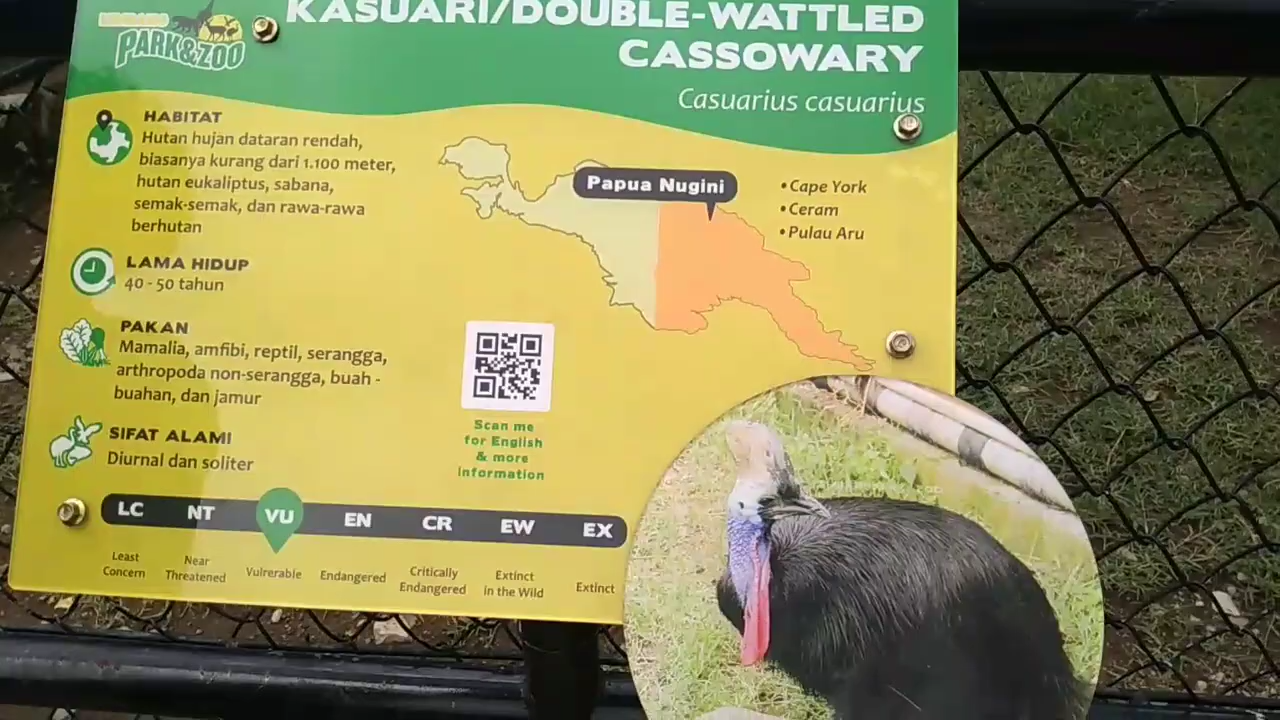 PARK&ZOO
KASUARI/DOUBLE-WATTLED
CASSOWARY
Casuarius casuarius
HABITAT
Hutan hujan dataran rendah,
biasanya kurang dari 1.100 meter,
hutan eukaliptus, sabana,
semak-semak, dan rawa-rawa
berhutan
LAMA HIDUP
40 - 50 tahun
PAKAN
Mamalia, amfibi, reptil, serangga,
arthropoda non-serangga, buah -
buahan, dan jamur
SIFAT ALAMI
Diurnal dan soliter
Papua Nugini
• Cape York
• Ceram
• Pulau Aru
Scan me
for English
& more
information
LC NT VU EN CR EW EX
Least
Concern
Near
Threatened
Vulrerable
Endangered
Critically
Endangered
Extinct
in the Wild
Extinct